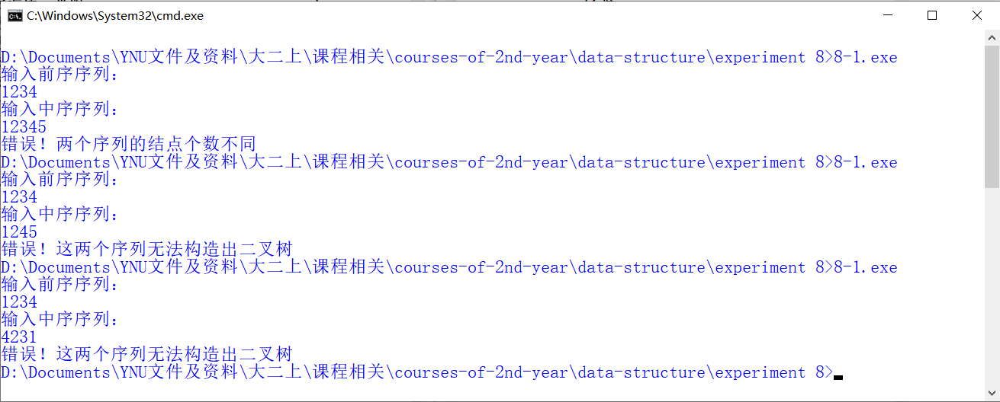 C:\Windows\System32\cmd.exe
D:\Documents\YNU文件及资料\大二上\课程相关\courses-of-2nd-year\data-structure\experiment 8>8-1.exe
输入前序序列：
1234
输入中序序列：
12345
错误！两个序列的结点个数不同
D:\Documents\YNU文件及资料\大二上\课程相关\courses-of-2nd-year\data-structure\experiment 8>8-1.exe
输入前序序列：
1234
输入中序序列：
1245
错误！这两个序列无法构造出二叉树
D:\Documents\YNU文件及资料\大二上\课程相关\courses-of-2nd-year\data-structure\experiment 8>8-1.exe
输入前序序列：
1234
输入中序序列：
4231
错误！这两个序列无法构造出二叉树
D:\Documents\YNU文件及资料\大二上\课程相关\courses-of-2nd-year\data-structure\experiment 8>